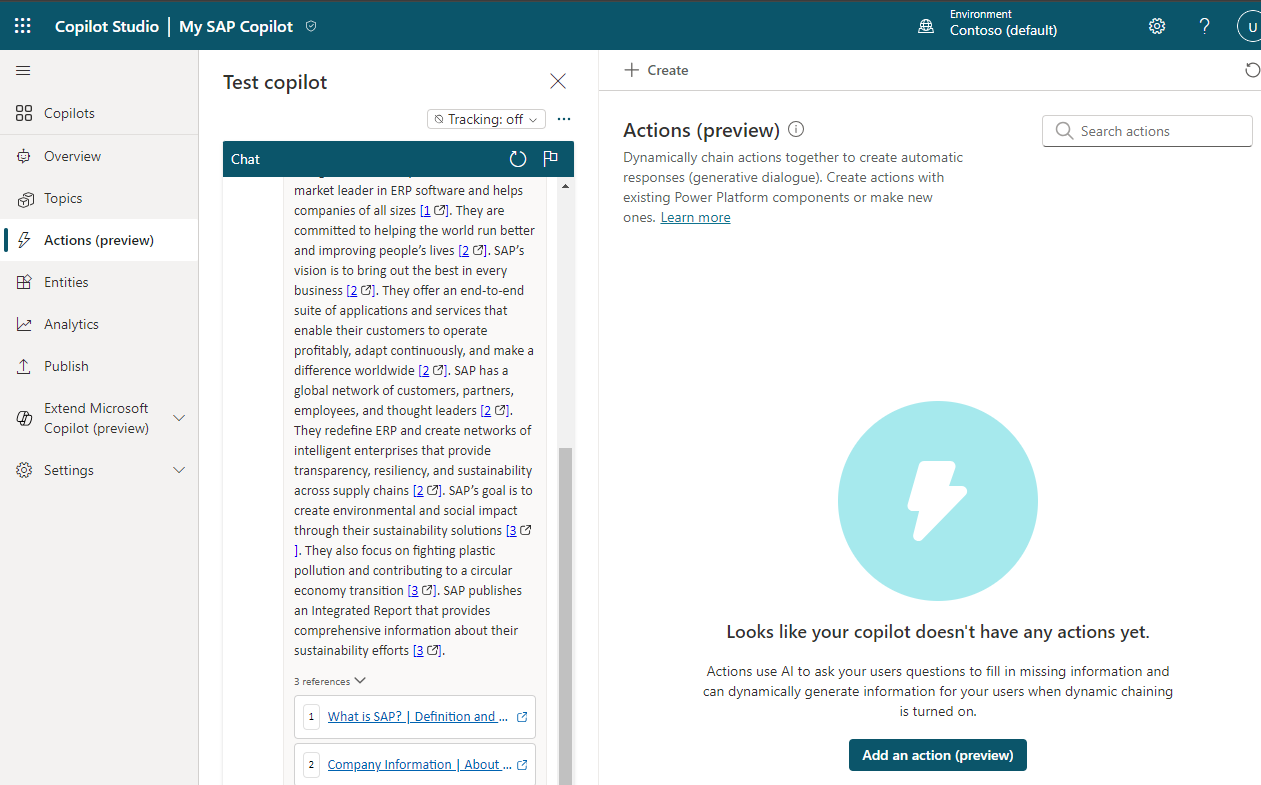 Copilot Studio | My SAP Copilot
Environment
Contoso (default)
?
U
Copilots
Overview
Topics
Actions (preview)
Entities
Analytics
Publish
Extend Microsoft
Copilot (preview)
Settings
Test copilot
Tracking: off
...
Chat
market leader in ERP software and helps
companies of all sizes [1]. They are
committed to helping the world run better
and improving people’s lives [2]. SAP’s
vision is to bring out the best in every
business [2]. They offer an end-to-end
suite of applications and services that
enable their customers to operate
profitably, adapt continuously, and make a
difference worldwide [2]. SAP has a
global network of customers, partners,
employees, and thought leaders [2].
They redefine ERP and create networks of
intelligent enterprises that provide
transparency, resiliency, and sustainability
across supply chains [2]. SAP’s goal is to
create environmental and social impact
through their sustainability solutions [3
]. They also focus on fighting plastic
pollution and contributing to a circular
economy transition [3]. SAP publishes
an Integrated Report that provides
comprehensive information about their
sustainability efforts [3].
3 references
1 What is SAP? | Definition and ...
2 Company Information | About ...
+ Create
Actions (preview)
Search actions
Dynamically chain actions together to create automatic
responses (generative dialogue). Create actions with
existing Power Platform components or make new
ones. Learn more
Looks like your copilot doesn't have any actions yet.
Actions use AI to ask your users questions to fill in missing information and
can dynamically generate information for your users when dynamic chaining
is turned on.
Add an action (preview)